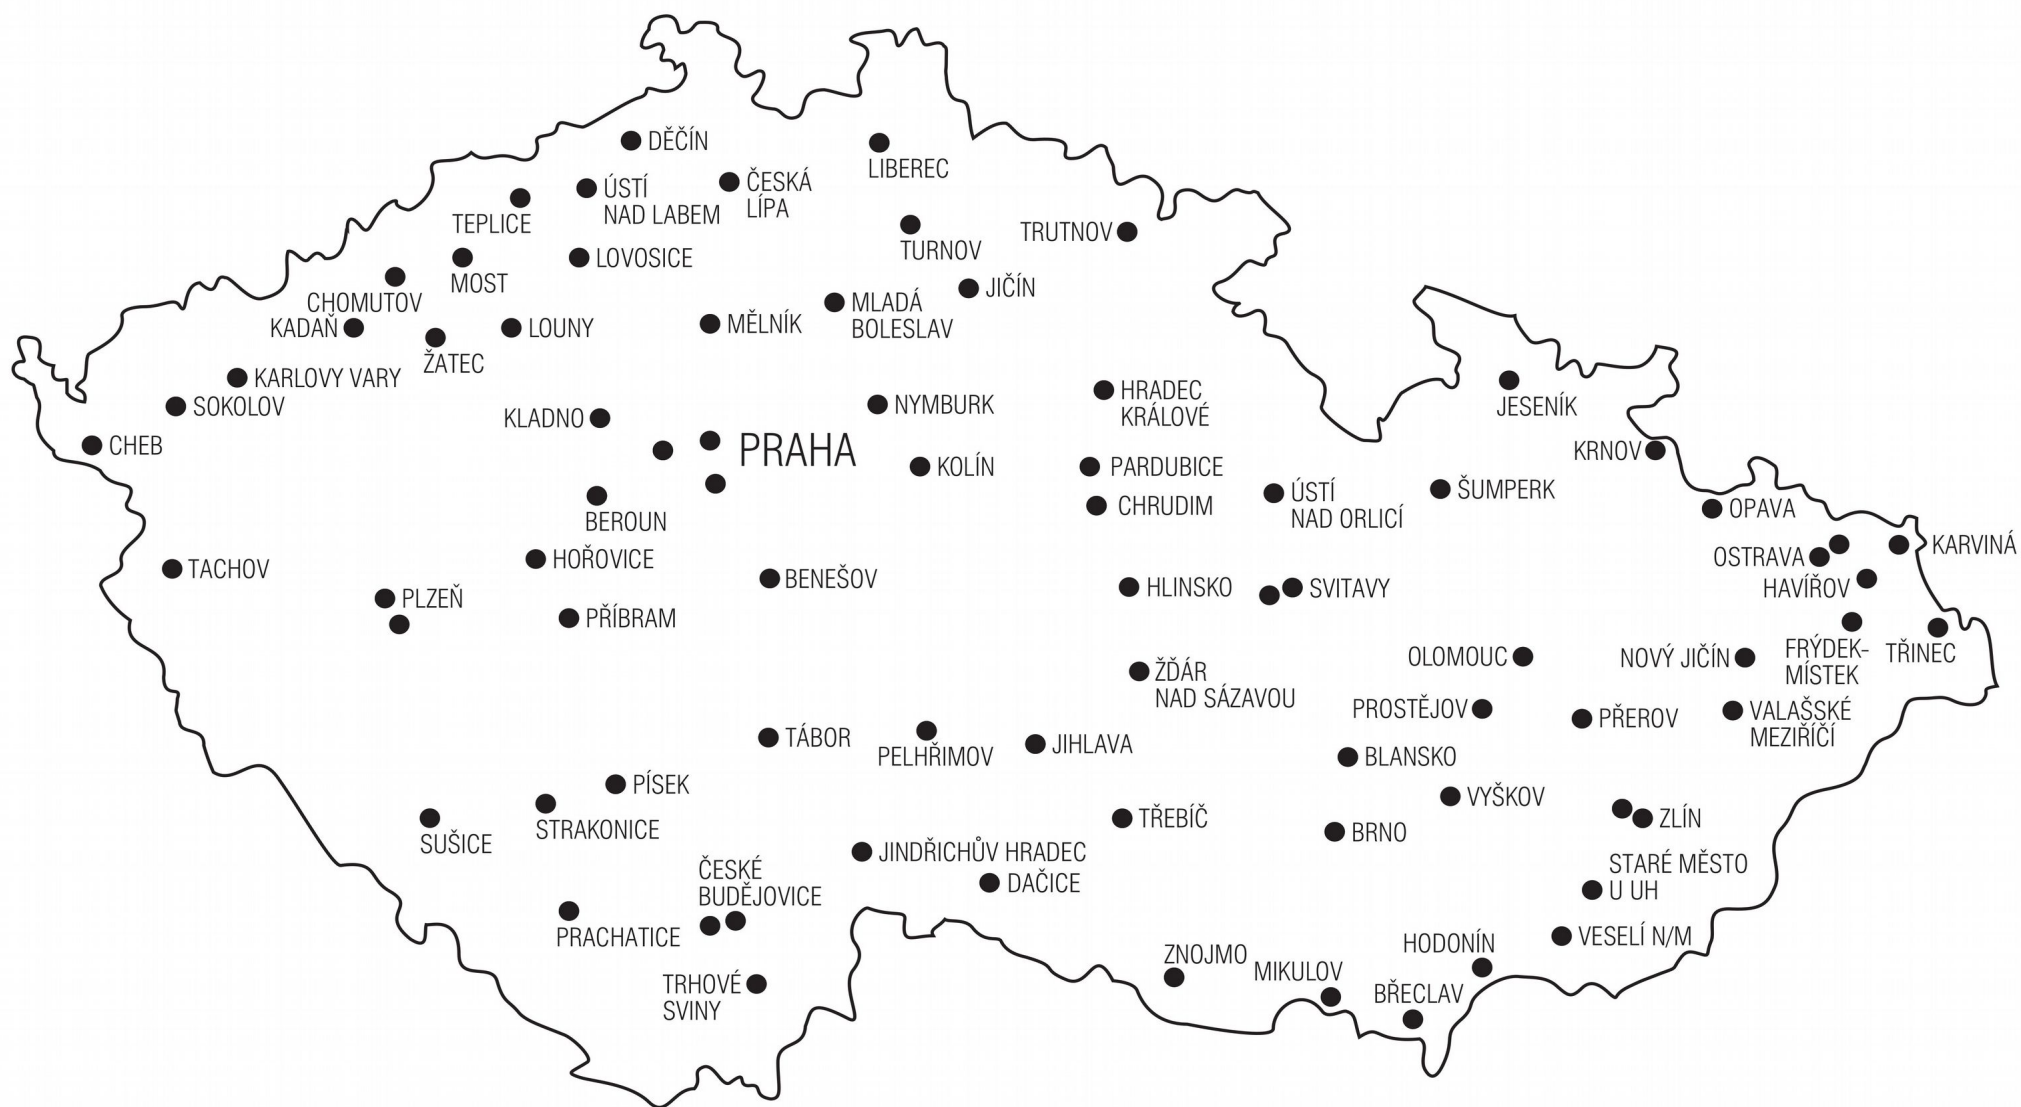 DĚČÍN
LIBEREC
ÚSTÍ
NAD LABEM
ČESKÁ
LÍPA
TEPLICE
TURNOV
TRUTNOV
LOVOSICE
MOST
CHOMUTOV
JIČÍN
MLADÁ
BOLESLAV
KADAŇ
LOUNY
MĚLNÍK
ŽATEC
KARLOVY VARY
SOKOLOV
KLADNO
NYMBURK
HRADEC
KRÁLOVÉ
JESENÍK
CHEB
PRAHA
KRNOV
KOLÍN
PARDUBICE
ÚSTÍ
NAD ORLICÍ
ŠUMPERK
CHRUDIM
OPAVA
BEROUN
KARVINÁ
HOŘOVICE
OSTRAVA
TACHOV
BENEŠOV
HLINSKO
SVITAVY
HAVÍŘOV
PLZEŇ
PŘÍBRAM
FRÝDEK-
MÍSTEK
TŘINEC
OLOMOUC
NOVÝ JIČÍN
ŽĎÁR
NAD SÁZAVOU
PROSTĚJOV
PŘEROV
VALAŠSKÉ
MEZIŘÍČÍ
TÁBOR
PELHŘIMOV
JIHLAVA
BLANSKO
PÍSEK
VYŠKOV
STRAKONICE
SUŠICE
TŘEBÍČ
BRNO
ZLÍN
JINDŘICHŮV HRADEC
ČESKÉ
BUDĚJOVICE
DAČICE
STARÉ MĚSTO
U UH
PRACHATICE
VESELÍ N/M
HODONÍN
ZNOJMO
MIKULOV
TRHOVÉ
SVINY
BŘECLAV